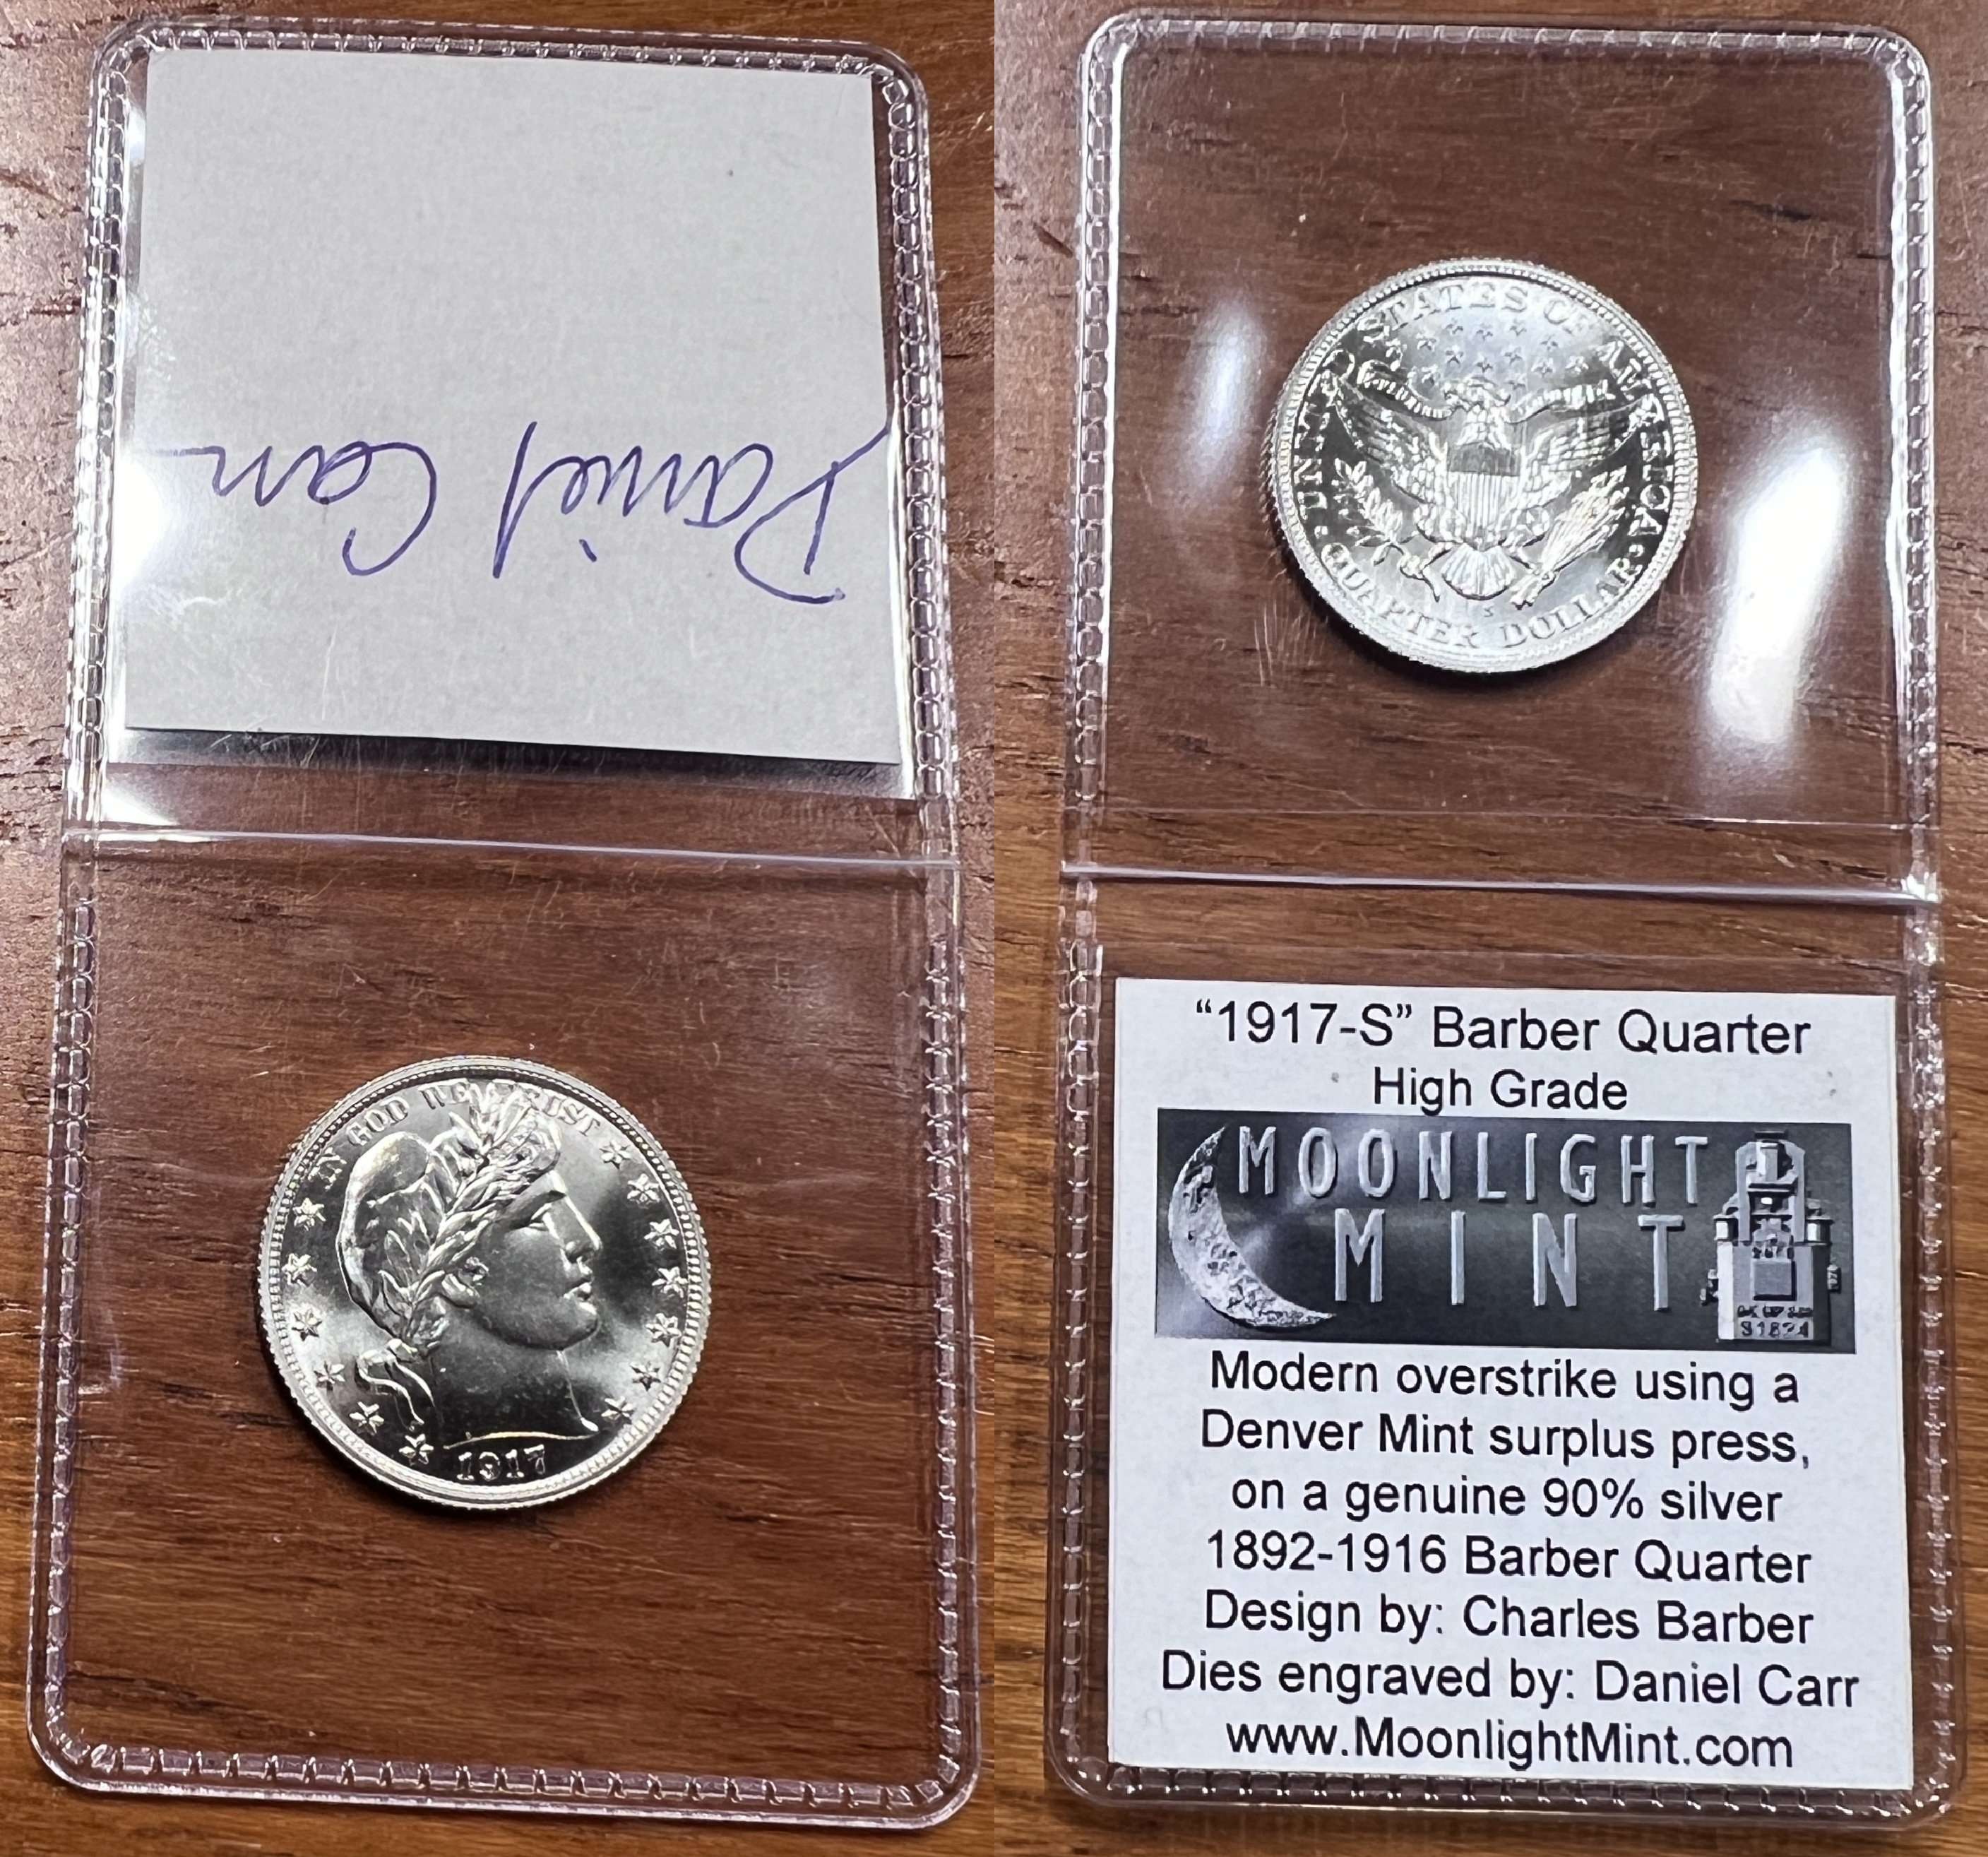 Daniel Carr
IN GOD WE TRUST
1917
UNITED STATES OF AMERICA
S
QUARTER DOLLAR
“1917-S” Barber Quarter
High Grade
MOONLIGHT
MINT
Modern overstrike using a
Denver Mint surplus press,
on a genuine 90% silver
1892-1916 Barber Quarter
Design by: Charles Barber
Dies engraved by: Daniel Carr
www.MoonlightMint.com